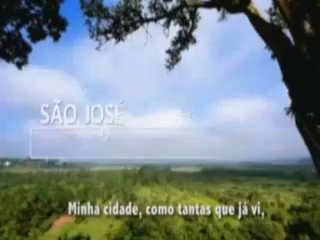 SÃO JOSÉ
Minha cidade, como tantas que já vi,